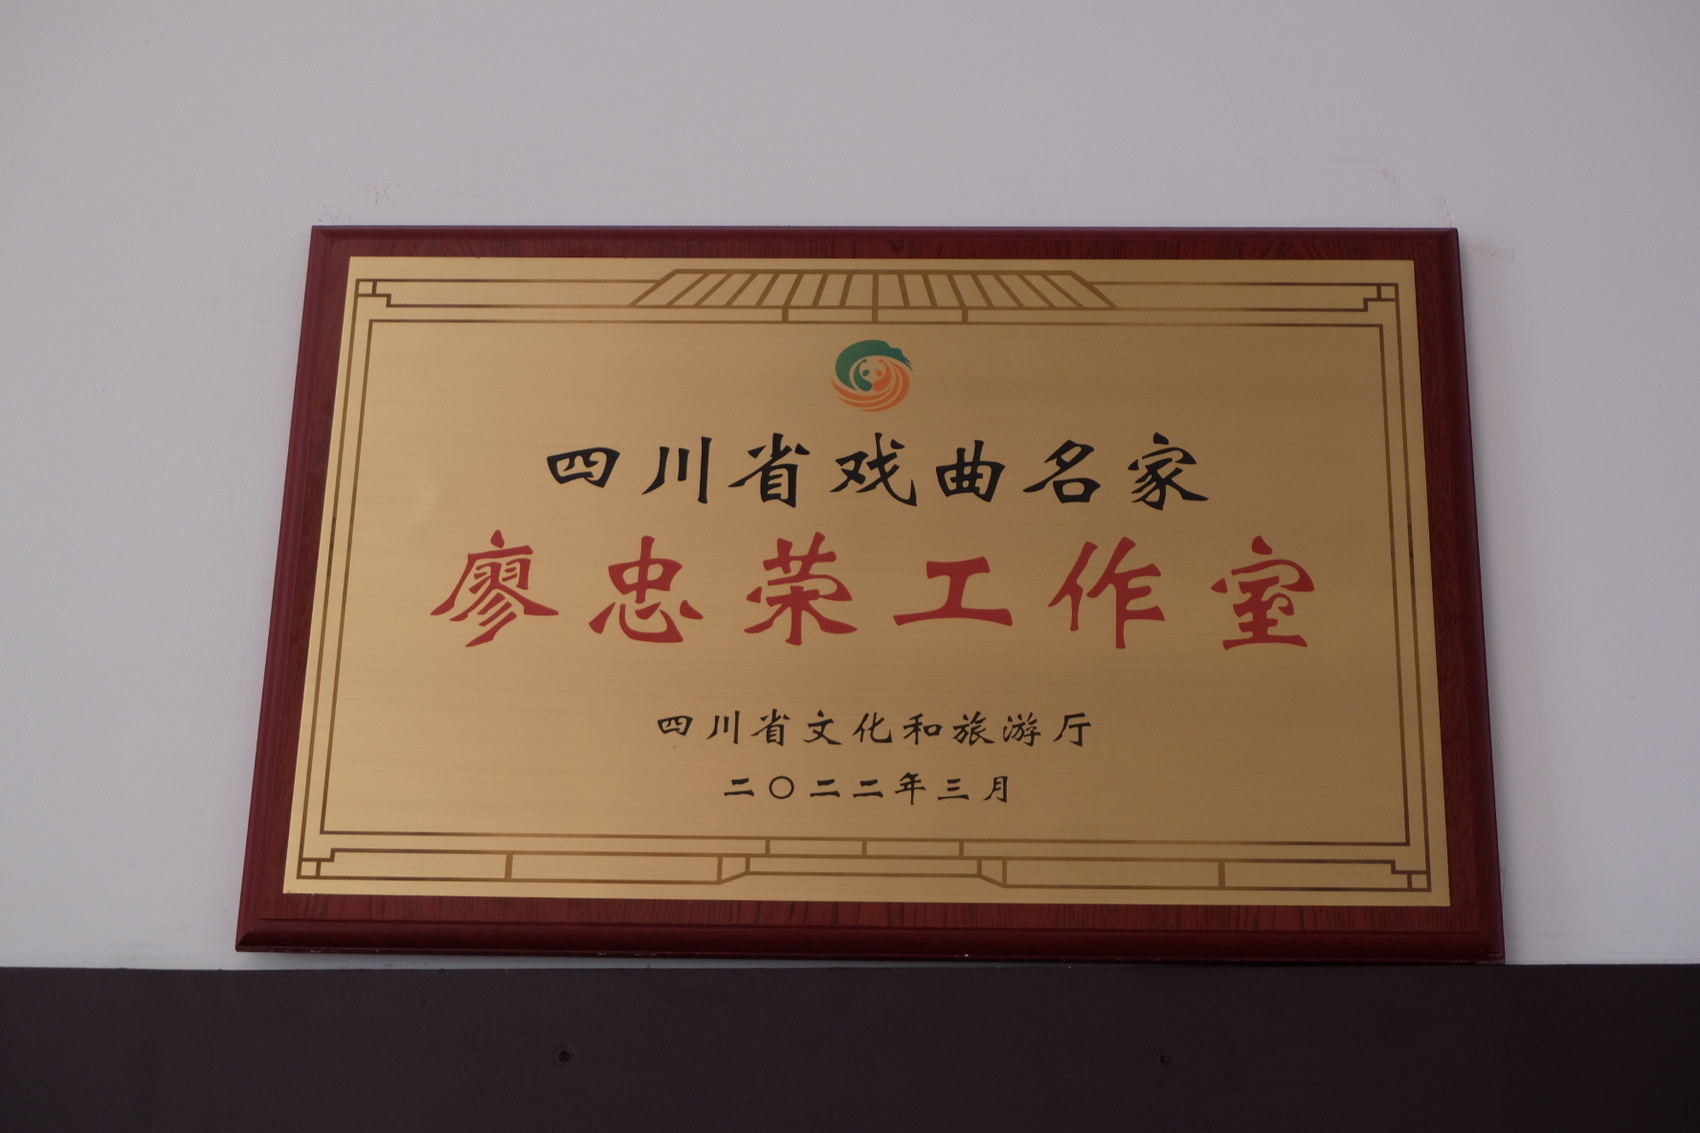 四川省戏曲名家
廖忠荣工作室
四川省文化和旅游厅
二〇二二年三月